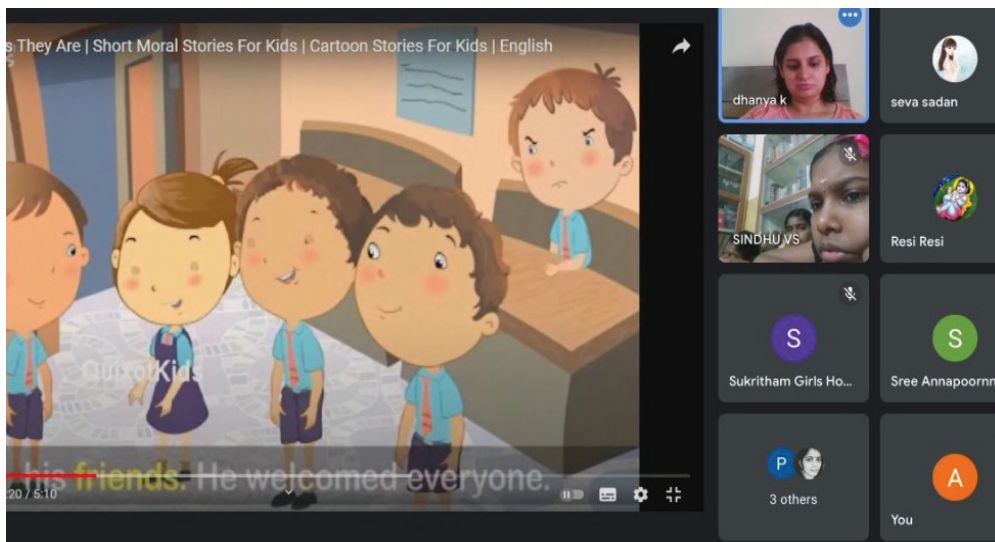 s They Are | Short Moral Stories For Kids | Cartoon Stories For Kids | English
his friends. He welcomed everyone.
:20 / 5:10
dhanya k
seva sadan
SINDHU VS
Resi Resi
S
Sukritham Girls Ho...
S
Sree Annapoornn
P
3 others
A
You